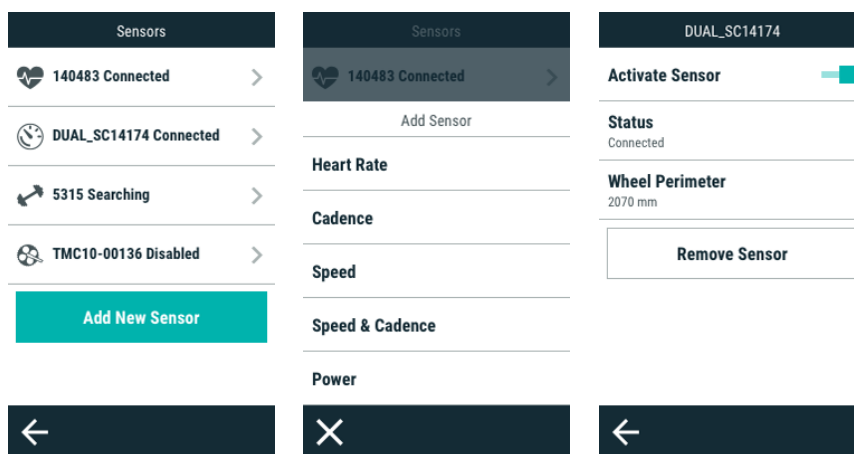 Sensors
140483 Connected
DUAL_SC14174 Connected
5315 Searching
TMC10-00136 Disabled
Add New Sensor
Sensors
140483 Connected
Add Sensor
Heart Rate
Cadence
Speed
Speed & Cadence
Power
DUAL_SC14174
Activate Sensor
Status
Connected
Wheel Perimeter
2070 mm
Remove Sensor